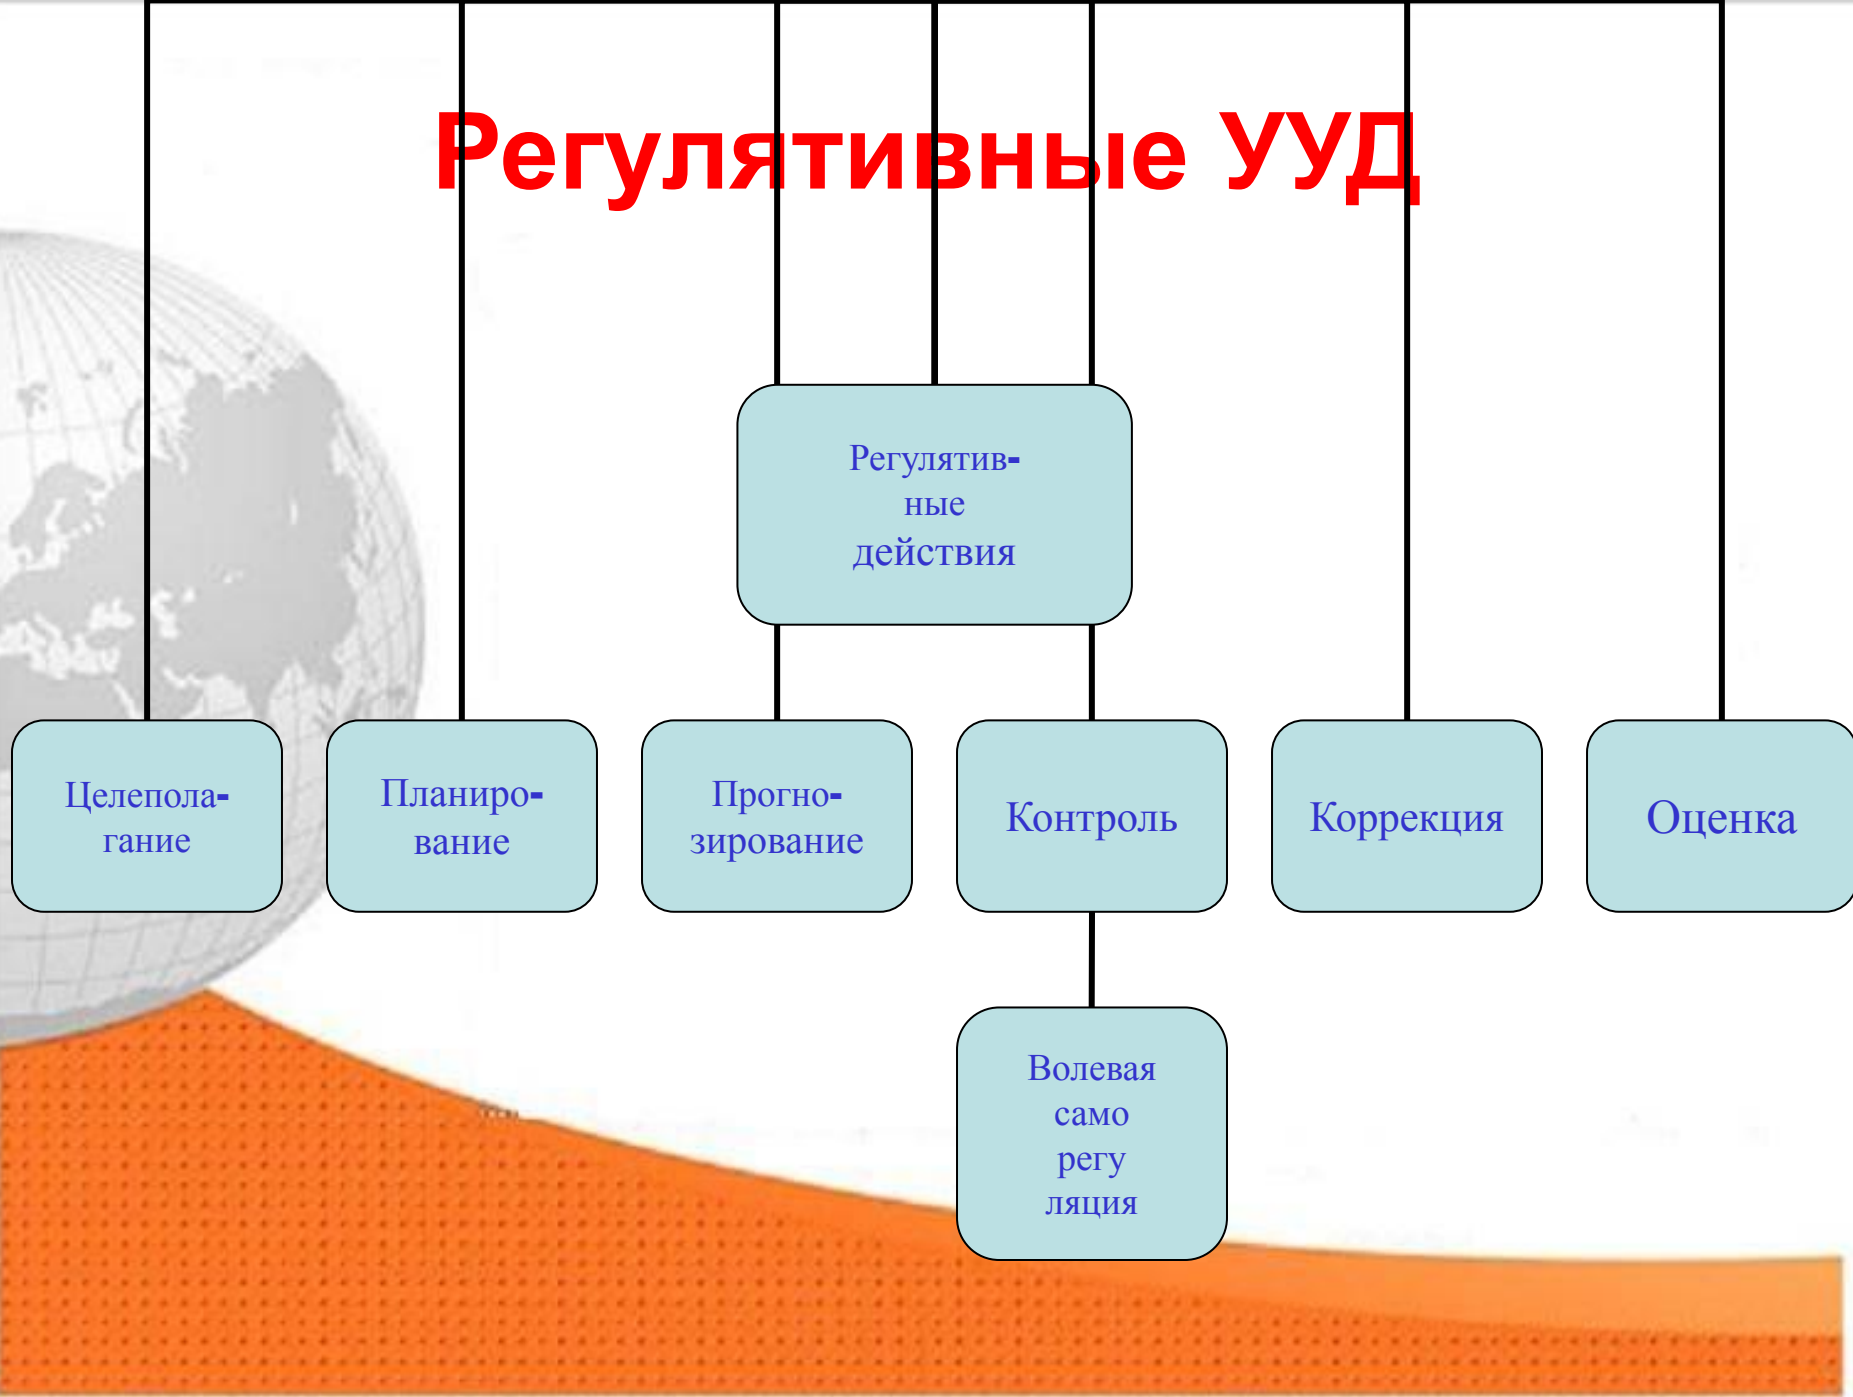 Регулятивные УУД
Регулятив-
ные
действия
Целепола-
гание
Планиро-
вание
Прогно-
зирование
Контроль
Коррекция
Оценка
Волевая
само
регу
ляция